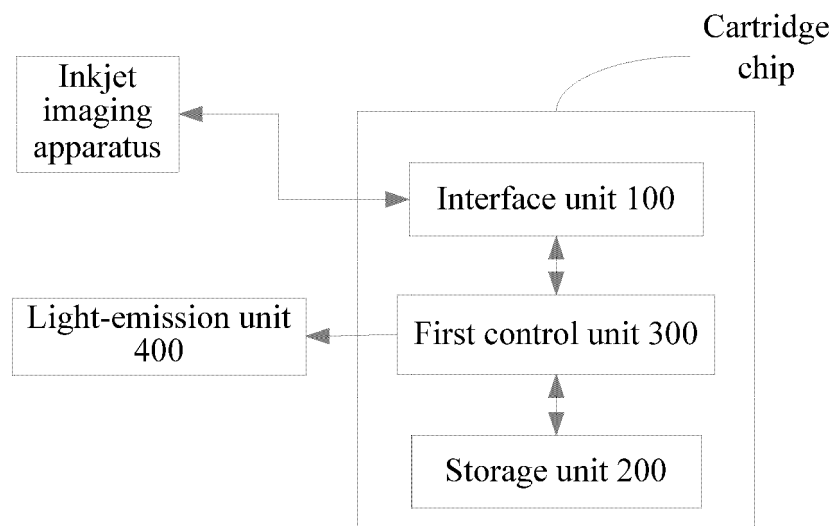 Cartridge
chip
Inkjet
imaging
apparatus
Interface unit 100
Light-emission unit
400
First control unit 300
Storage unit 200